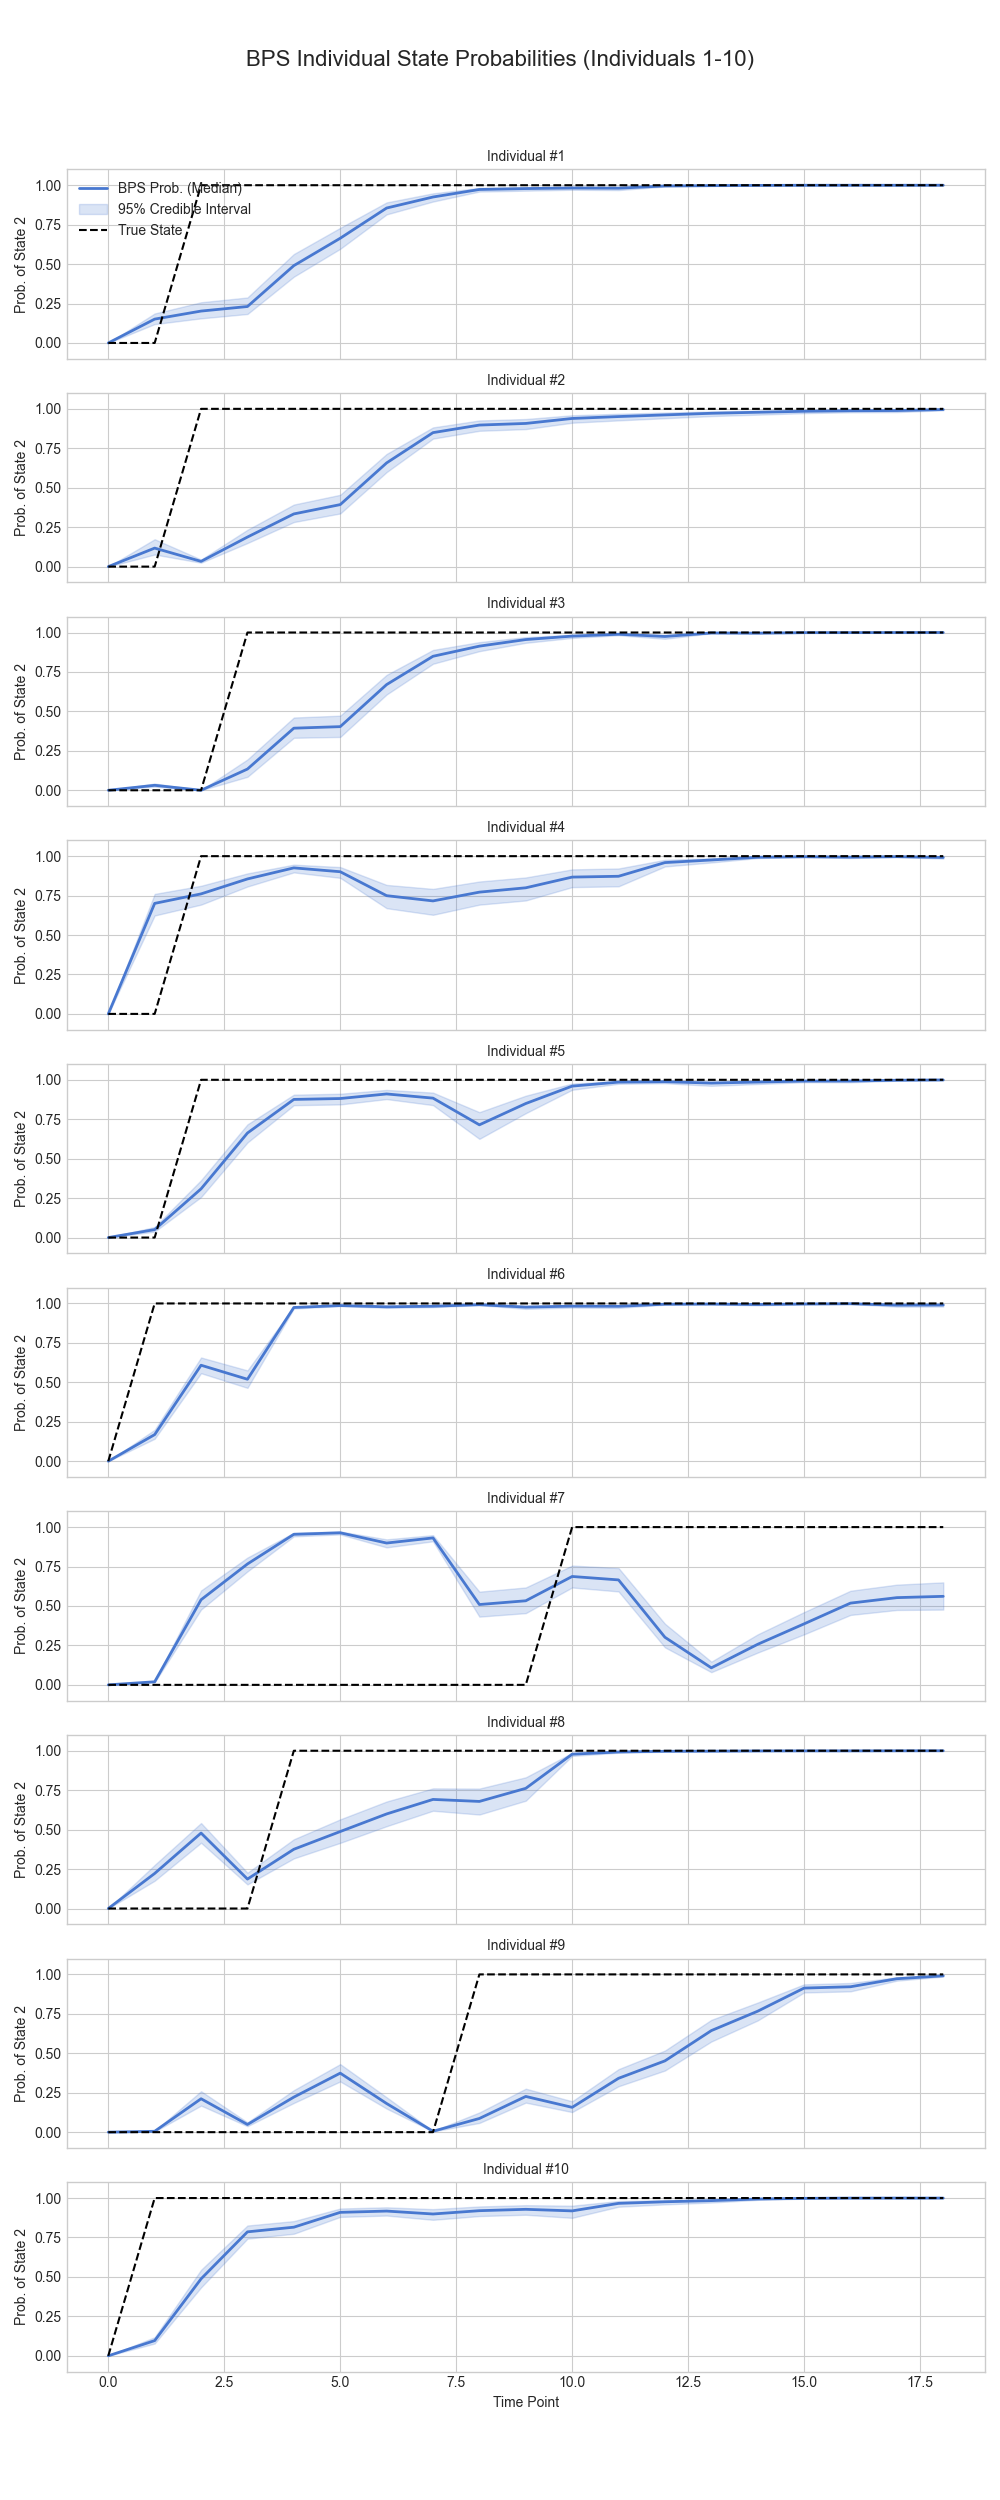 BPS Individual State Probabilities (Individuals 1-10)
Individual #1
BPS Prob. (Median)
95% Credible Interval
True State
Prob. of State 2
1.00
0.75
0.50
0.25
0.00
Individual #2
Prob. of State 2
1.00
0.75
0.50
0.25
0.00
Individual #3
Prob. of State 2
1.00
0.75
0.50
0.25
0.00
Individual #4
Prob. of State 2
1.00
0.75
0.50
0.25
0.00
Individual #5
Prob. of State 2
1.00
0.75
0.50
0.25
0.00
Individual #6
Prob. of State 2
1.00
0.75
0.50
0.25
0.00
Individual #7
Prob. of State 2
1.00
0.75
0.50
0.25
0.00
Individual #8
Prob. of State 2
1.00
0.75
0.50
0.25
0.00
Individual #9
Prob. of State 2
1.00
0.75
0.50
0.25
0.00
Individual #10
Prob. of State 2
1.00
0.75
0.50
0.25
0.00
0.0 2.5 5.0 7.5 10.0 12.5 15.0 17.5
Time Point